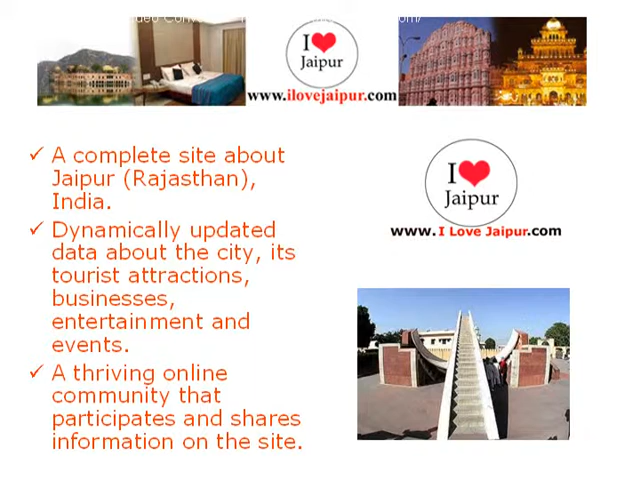 I
Jaipur
www.ilovejaipur.com
✓ A complete site about
Jaipur (Rajasthan),
India.
✓ Dynamically updated
data about the city, its
tourist attractions,
businesses,
entertainment and
events.
✓ A thriving online
community that
participates and shares
information on the site.
I
Jaipur
www.I Love Jaipur.com